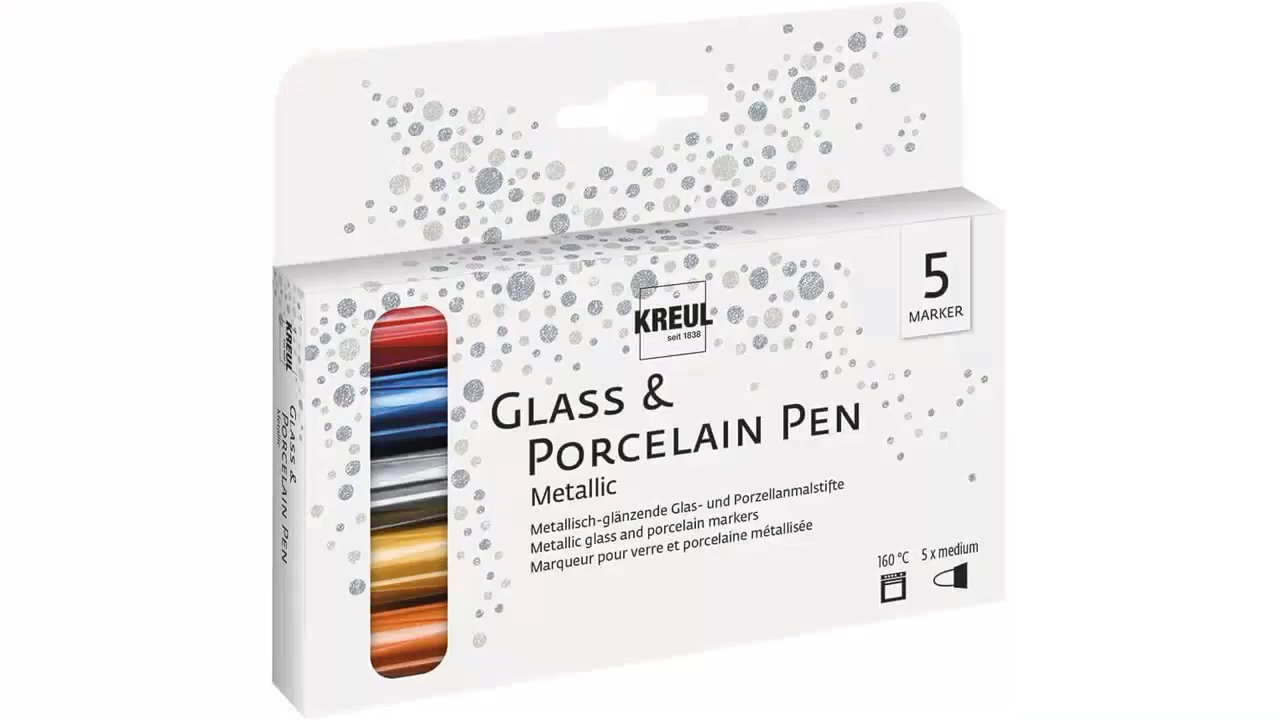 5
MARKER
KREUL
seit 1838
GLASS &
PORCELAIN PEN
Metallic
Metallisch-glänzende Glas- und Porzellanmalstifte
Metallic glass and porcelain markers
Marqueur pour verre et porcelaine métallisée
160 °C 5 x medium
KREUL
GLASS &
PORCELAIN PEN
Metallic